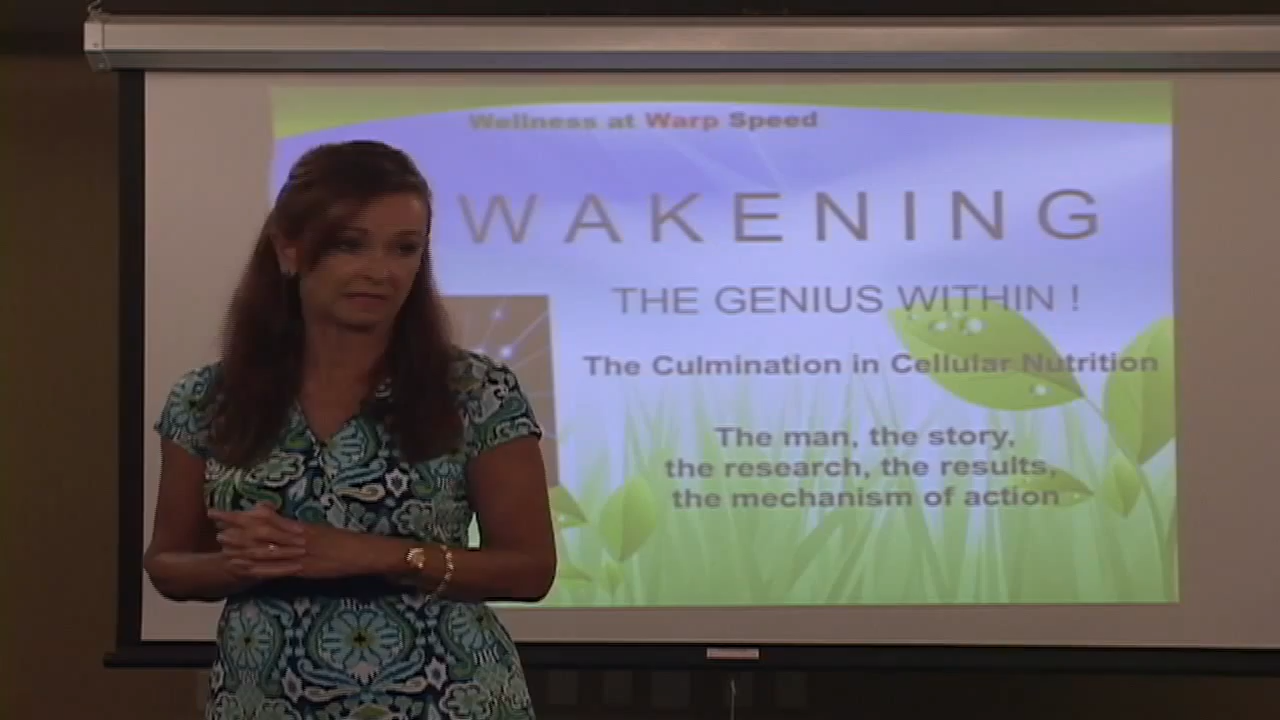 Wellness at Warp Speed
WAKENING
THE GENIUS WITHIN !
The Culmination in Cellular Nutrition
The man, the story,
the research, the results,
the mechanism of action